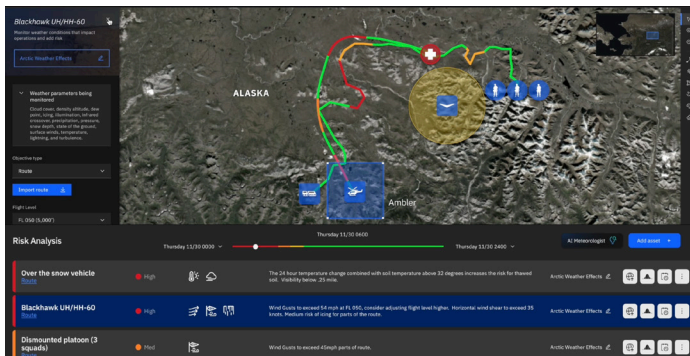 Blackhawk UH/HH-60
Monitor weather conditions that impact
operations and add risk
Arctic Weather Effects
Weather parameters being
monitored
Cloud cover, density altitude, dew
point, icing, illumination, infrared
crossover, precipitation, pressure,
snow depth, state of the ground,
surface winds, temperature,
lightning, and turbulence.
Objective type
Route
Import route
Flight Level
FL 050 (5,000')
ALASKA
Ambler
Risk Analysis
Thursday 11/30 0000
Thursday 11/30 0600
Thursday 11/30 2400
AI Meteorologist
Add asset +
Over the snow vehicle
Route
High
The 24 hour temperature change combined with soil temperature above 32 degrees increases the risk for thawed
soil. Visibility below .25 mile.
Arctic Weather Effects
Blackhawk UH/HH-60
Route
High
Wind Gusts to exceed 54 mph at FL 050, consider adjusting flight level higher. Horizontal wind shear to exceed 35
knots. Medium risk of icing for parts of the route.
Arctic Weather Effects
Dismounted platoon (3
squads)
Med
Wind Gusts to exceed 45mph parts of route.
Arctic Weather Effects